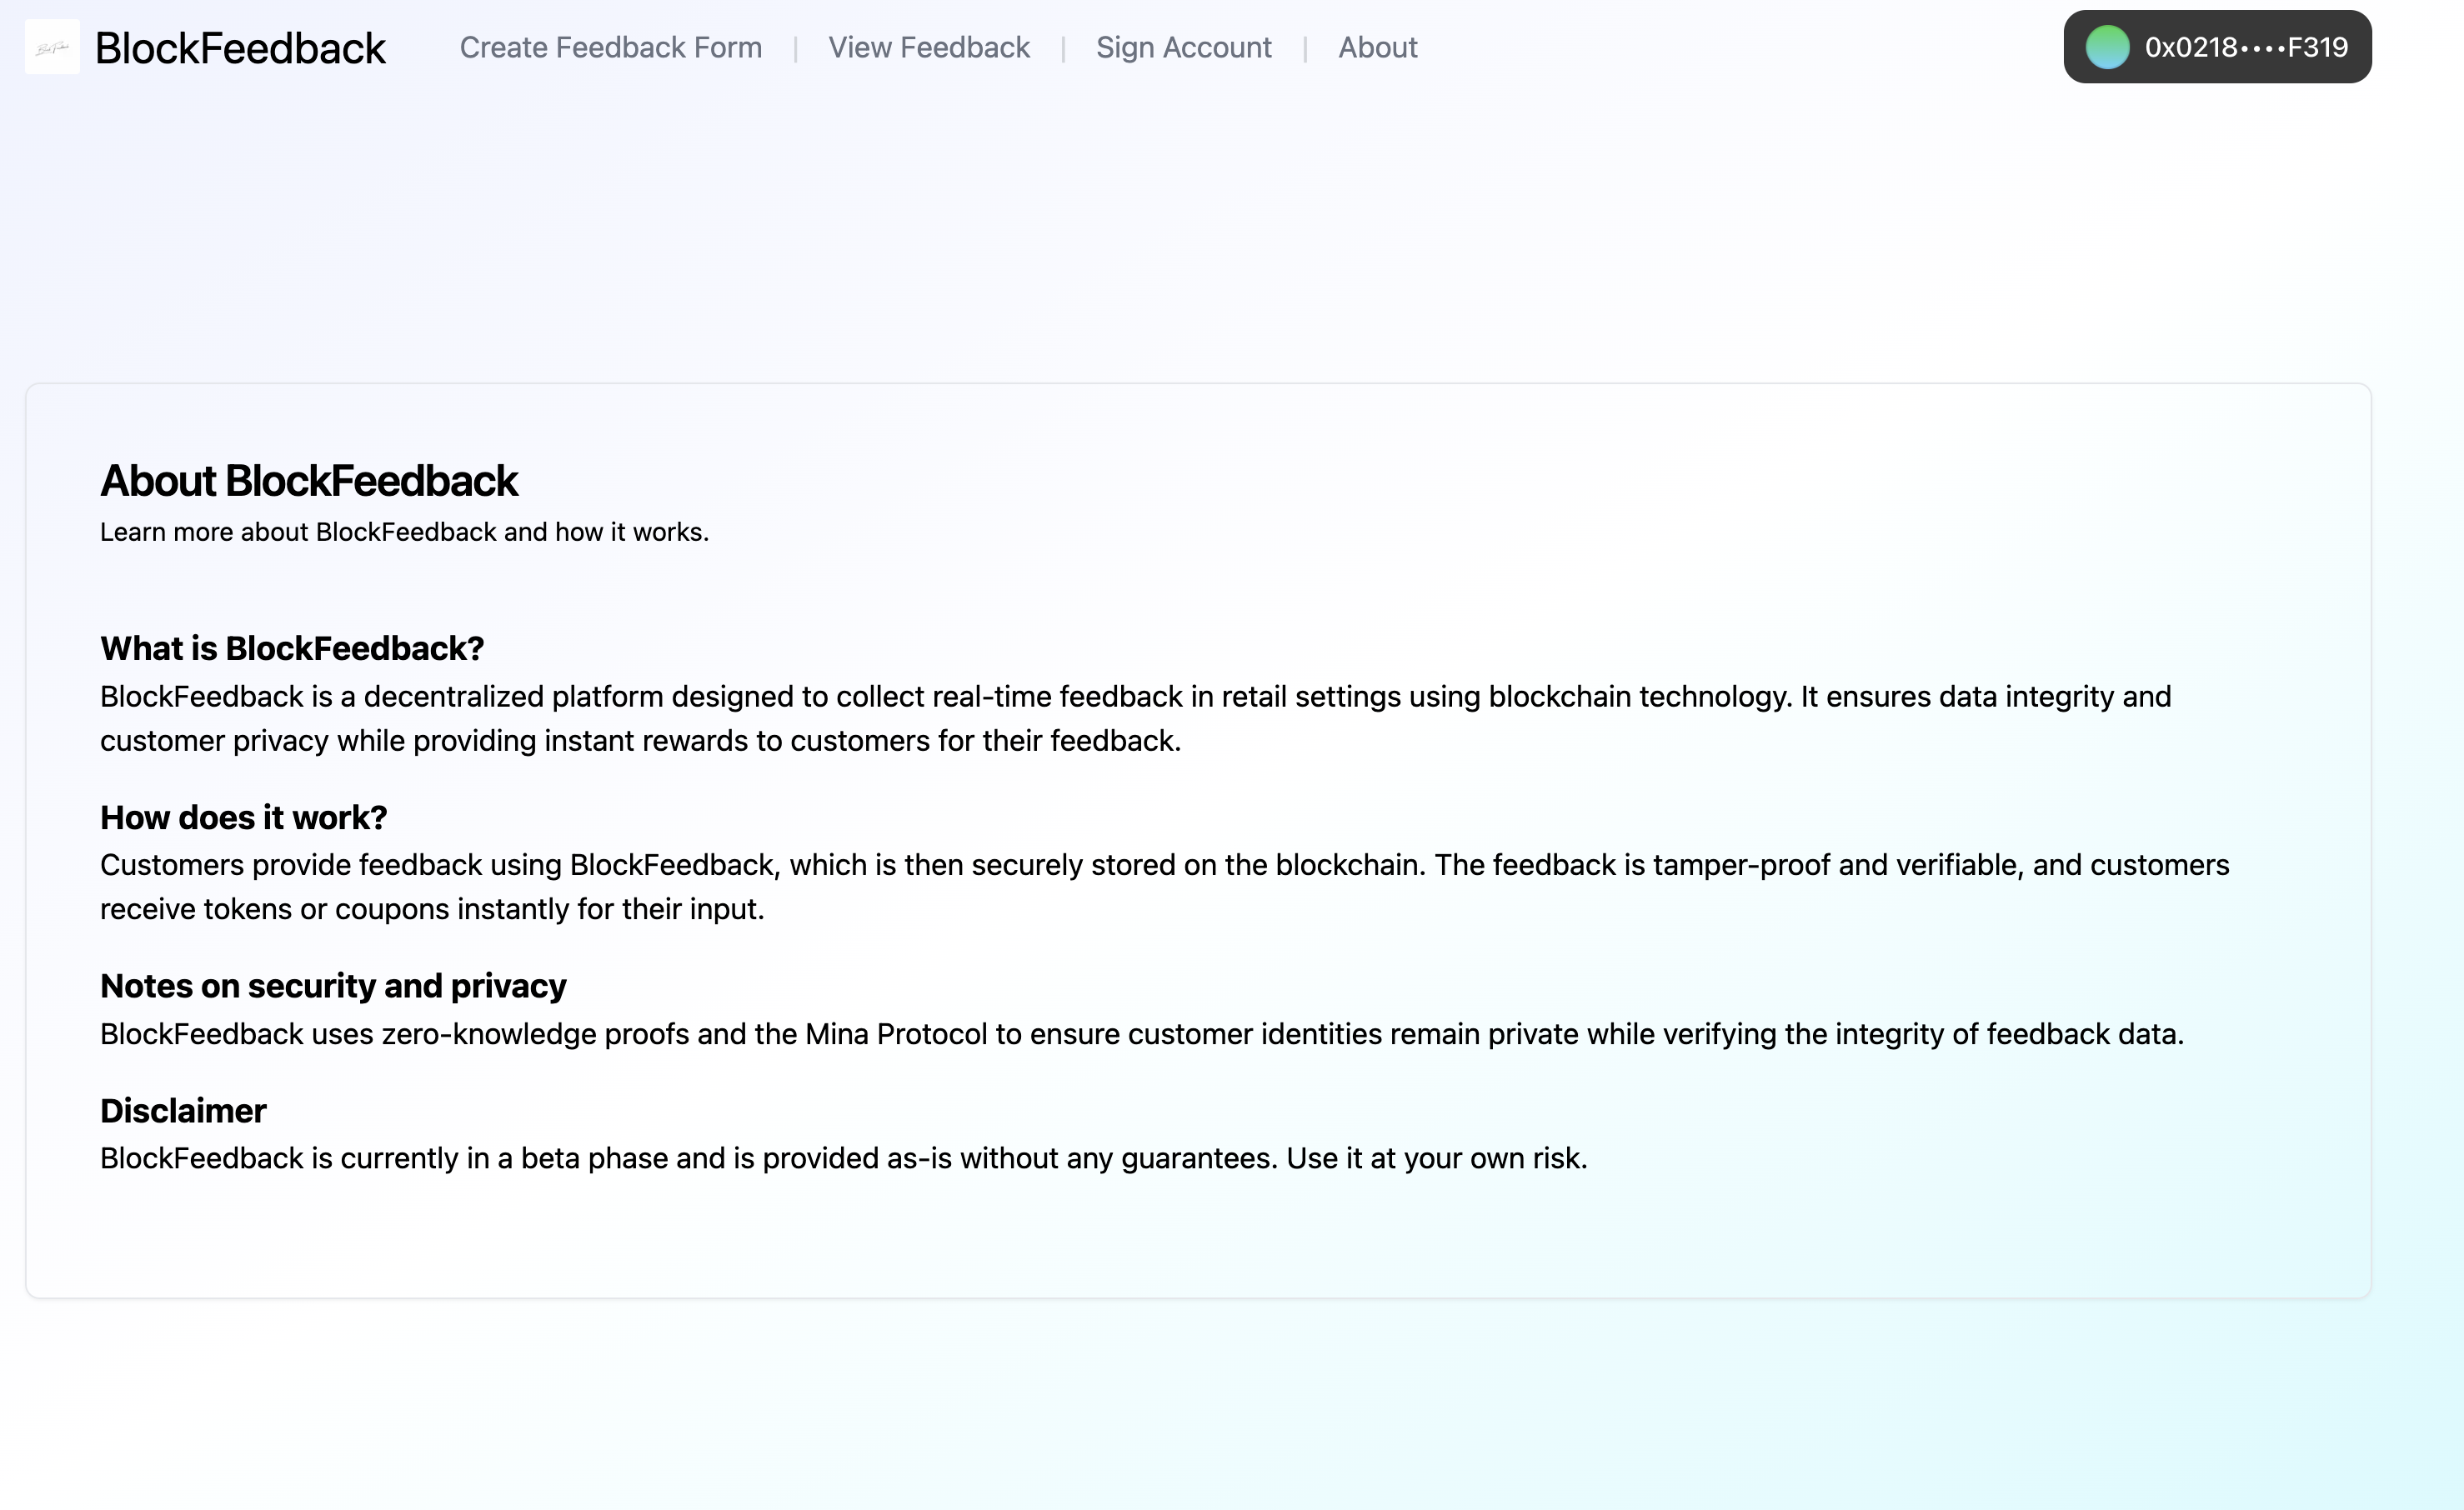 BlockFeedback
Create Feedback Form | View Feedback | Sign Account | About
0x0218••••F319
About BlockFeedback
Learn more about BlockFeedback and how it works.
What is BlockFeedback?
BlockFeedback is a decentralized platform designed to collect real-time feedback in retail settings using blockchain technology. It ensures data integrity and
customer privacy while providing instant rewards to customers for their feedback.
How does it work?
Customers provide feedback using BlockFeedback, which is then securely stored on the blockchain. The feedback is tamper-proof and verifiable, and customers
receive tokens or coupons instantly for their input.
Notes on security and privacy
BlockFeedback uses zero-knowledge proofs and the Mina Protocol to ensure customer identities remain private while verifying the integrity of feedback data.
Disclaimer
BlockFeedback is currently in a beta phase and is provided as-is without any guarantees. Use it at your own risk.